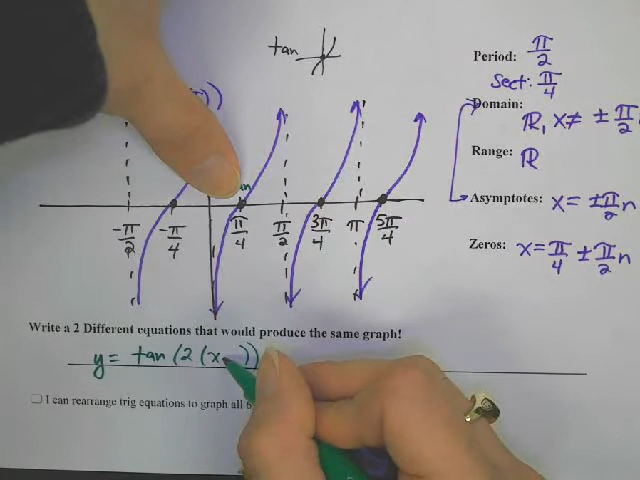 tan
Period: π/2
Sect: π/4
Domain:
ℝ, x ≠ ± π/2
Range: ℝ
Asymptotes: x = ± π/2 n
Zeros: x = π/4 ± π/2 n
-π/2 -π/4 π/4 π/2 3π/4 π 5π/4
Write a 2 Different equations that would produce the same graph!
y = tan (2 (x ))
I can rearrange trig equations to graph all 6